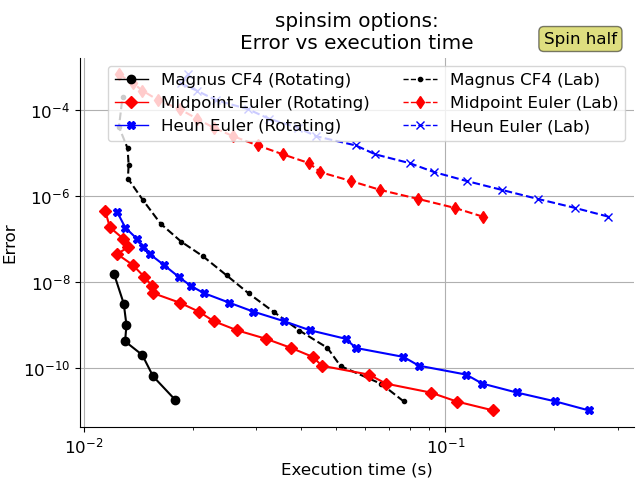 spinsim options:
Error vs execution time
Spin half
Magnus CF4 (Rotating)
Midpoint Euler (Rotating)
Heun Euler (Rotating)
Magnus CF4 (Lab)
Midpoint Euler (Lab)
Heun Euler (Lab)
Error
10⁻⁴
10⁻⁶
10⁻⁸
10⁻¹⁰
10⁻²
10⁻¹
Execution time (s)